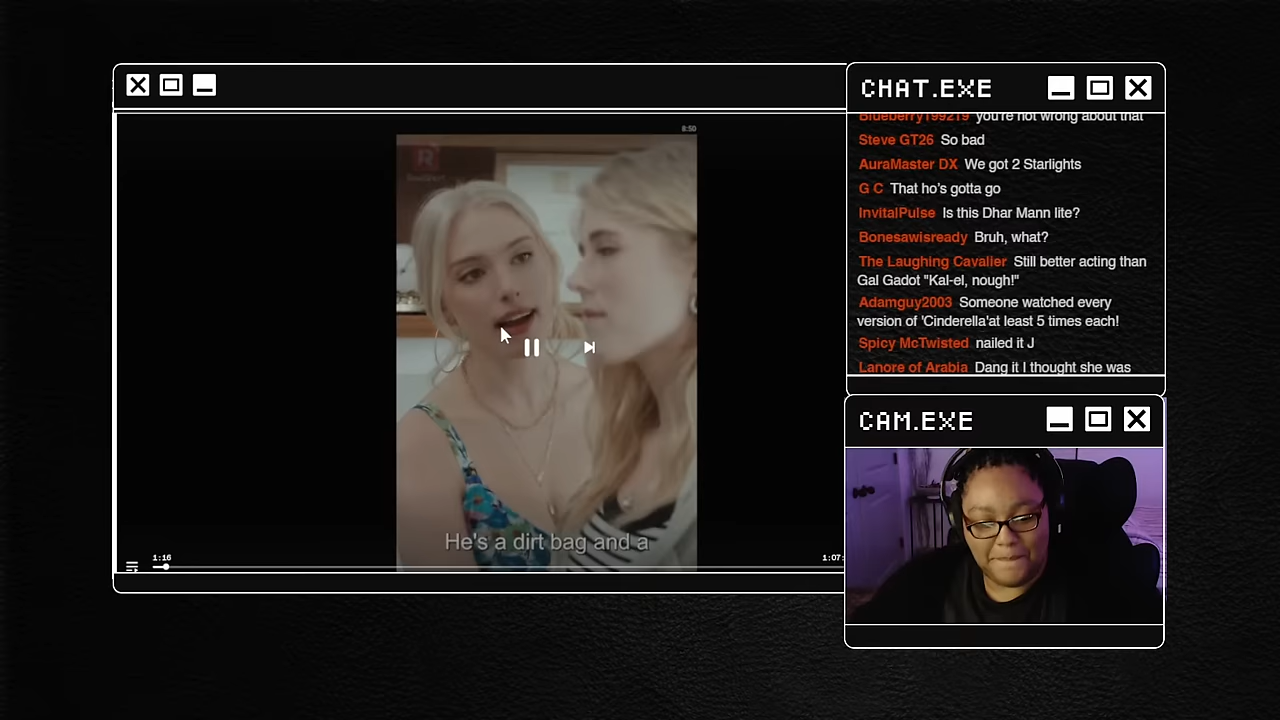 CHAT.EXE
Blueberry199219 you're not wrong about that
Steve GT26 So bad
AuraMaster DX We got 2 Starlights
G C That ho's gotta go
InvitalPulse Is this Dhar Mann lite?
Bonesawisready Bruh, what?
The Laughing Cavalier Still better acting than
Gal Gadot "Kal-el, nough!"
Adamguy2003 Someone watched every
version of 'Cinderella'at least 5 times each!
Spicy McTwisted nailed it J
Lanore of Arabia Dang it I thought she was
8:50
R
He's a dirt bag and a
1:16
1:07:
CAM.EXE